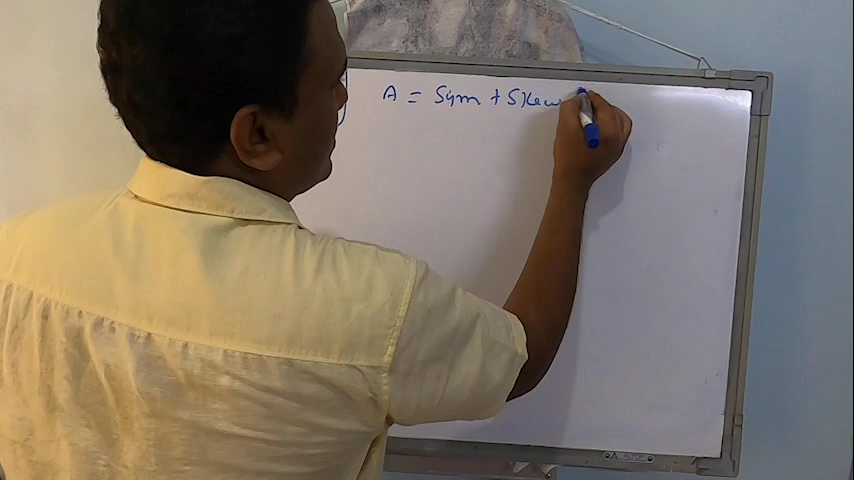 A = Sym + Skew